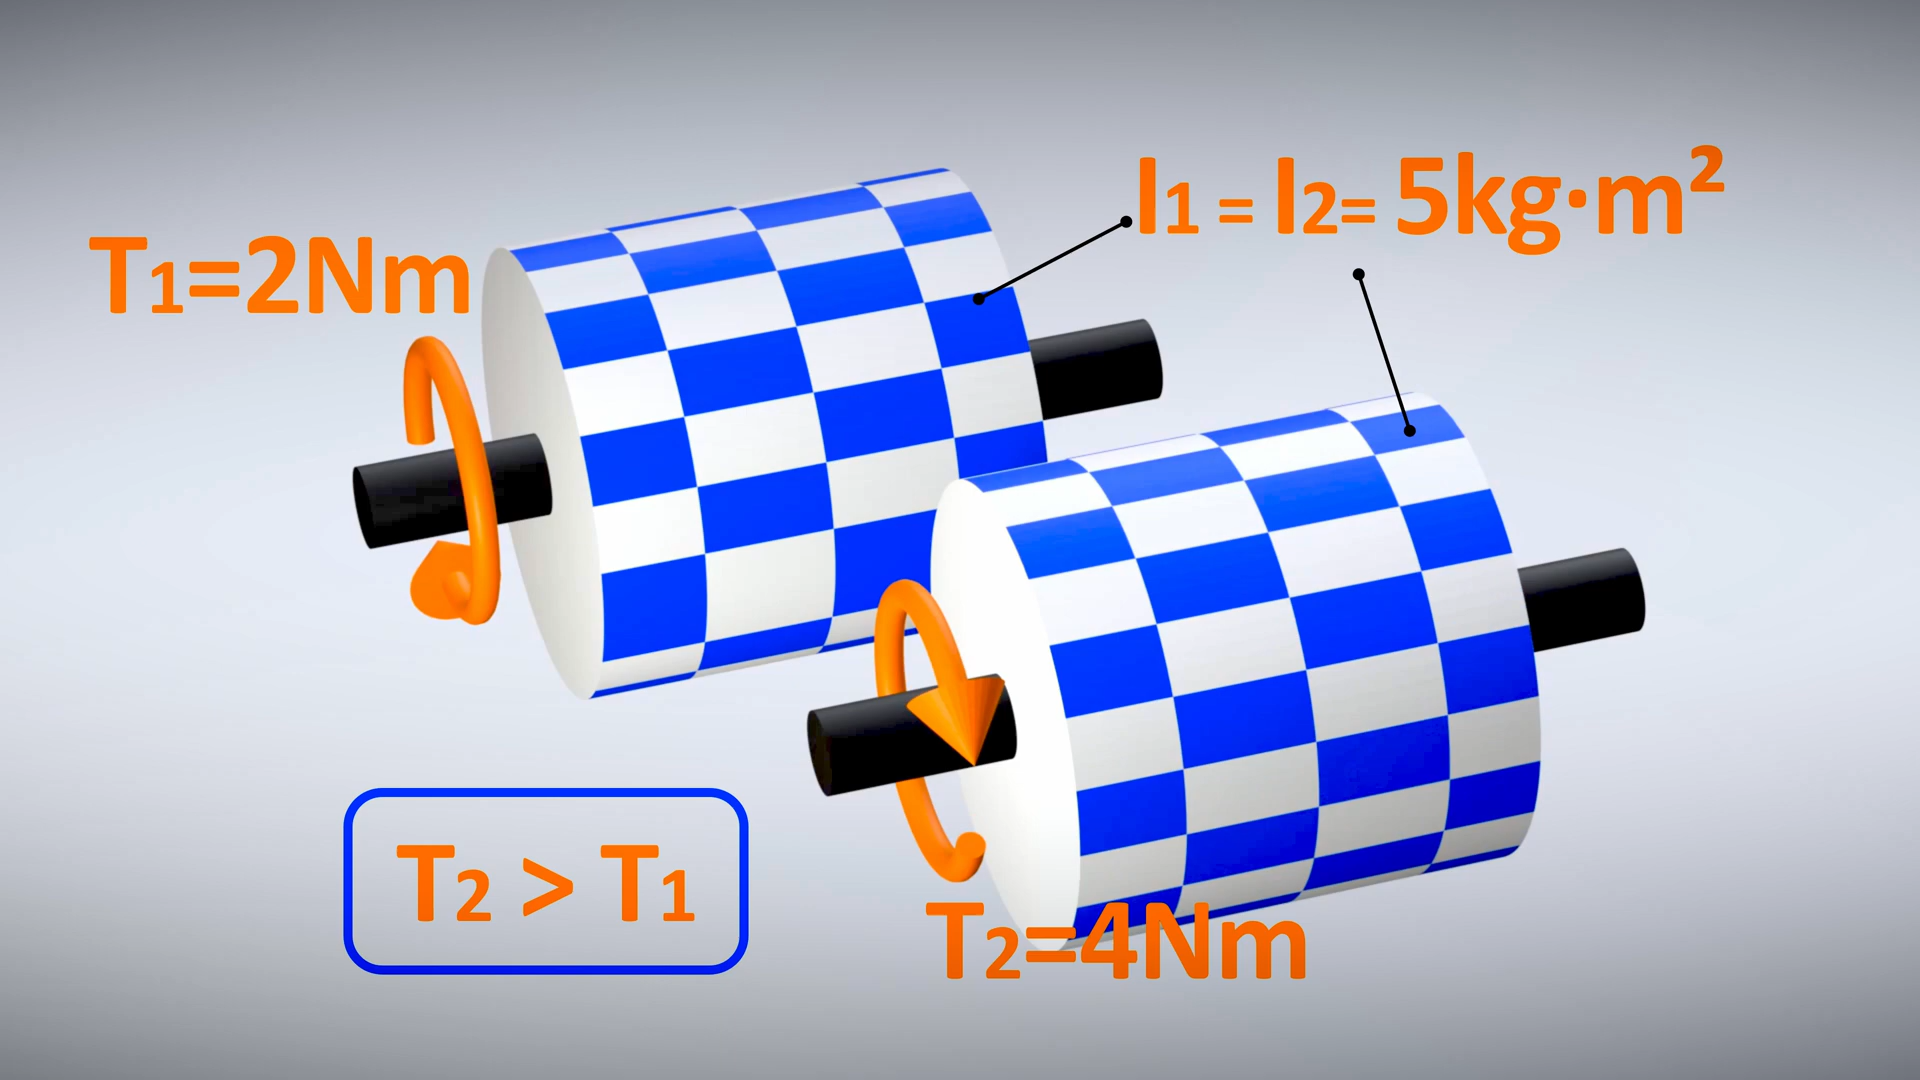 I1 = I2= 5kg·m²
T1=2Nm
T2 > T1
T2=4Nm